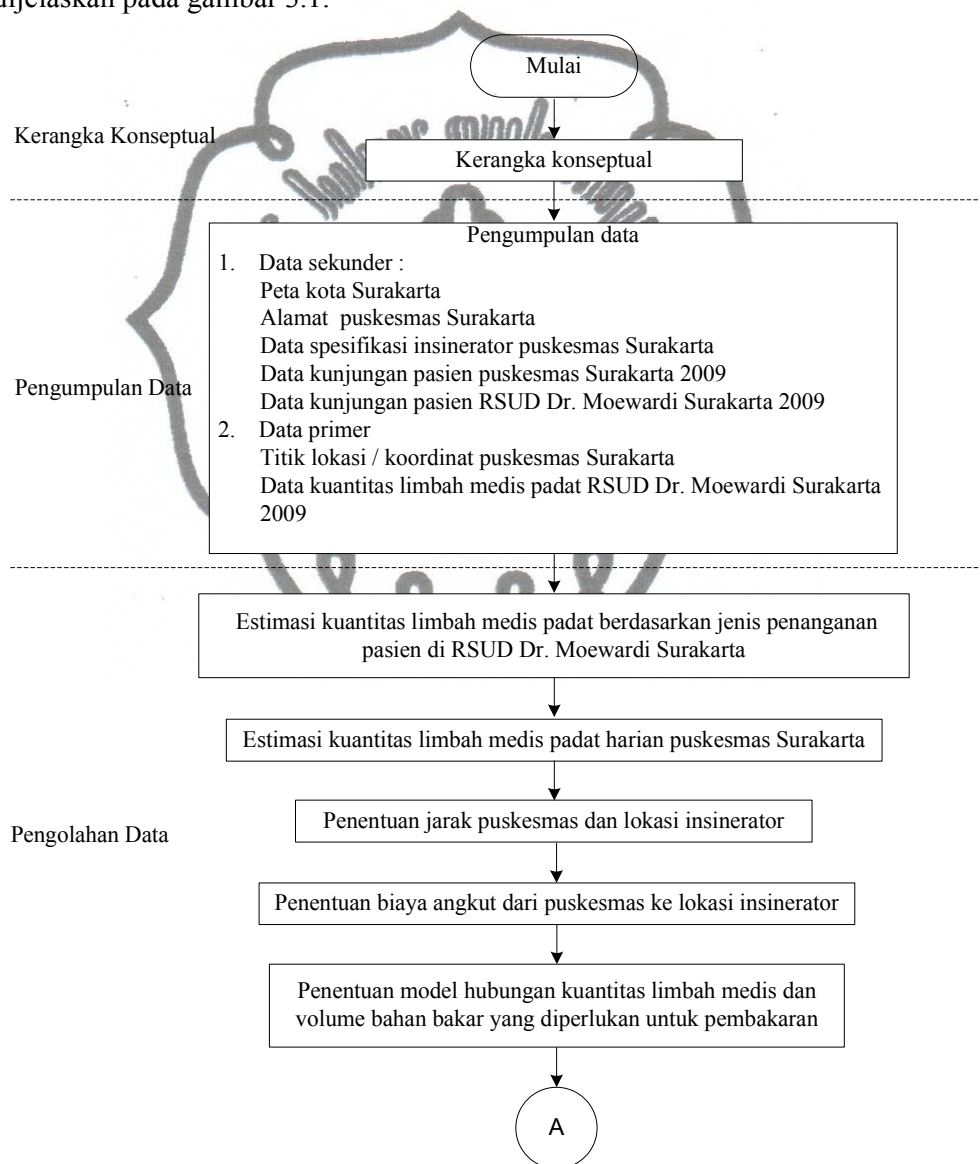 dijelaskan pada gambar 3.1.
Mulai
Kerangka Konseptual
Kerangka konseptual
Pengumpulan data
1. Data sekunder :
Peta kota Surakarta
Alamat puskesmas Surakarta
Data spesifikasi insinerator puskesmas Surakarta
Pengumpulan Data
Data kunjungan pasien puskesmas Surakarta 2009
Data kunjungan pasien RSUD Dr. Moewardi Surakarta 2009
2. Data primer
Titik lokasi / koordinat puskesmas Surakarta
Data kuantitas limbah medis padat RSUD Dr. Moewardi Surakarta
2009
Estimasi kuantitas limbah medis padat berdasarkan jenis penanganan
pasien di RSUD Dr. Moewardi Surakarta
Estimasi kuantitas limbah medis padat harian puskesmas Surakarta
Pengolahan Data
Penentuan jarak puskesmas dan lokasi insinerator
Penentuan biaya angkut dari puskesmas ke lokasi insinerator
Penentuan model hubungan kuantitas limbah medis dan
volume bahan bakar yang diperlukan untuk pembakaran
A